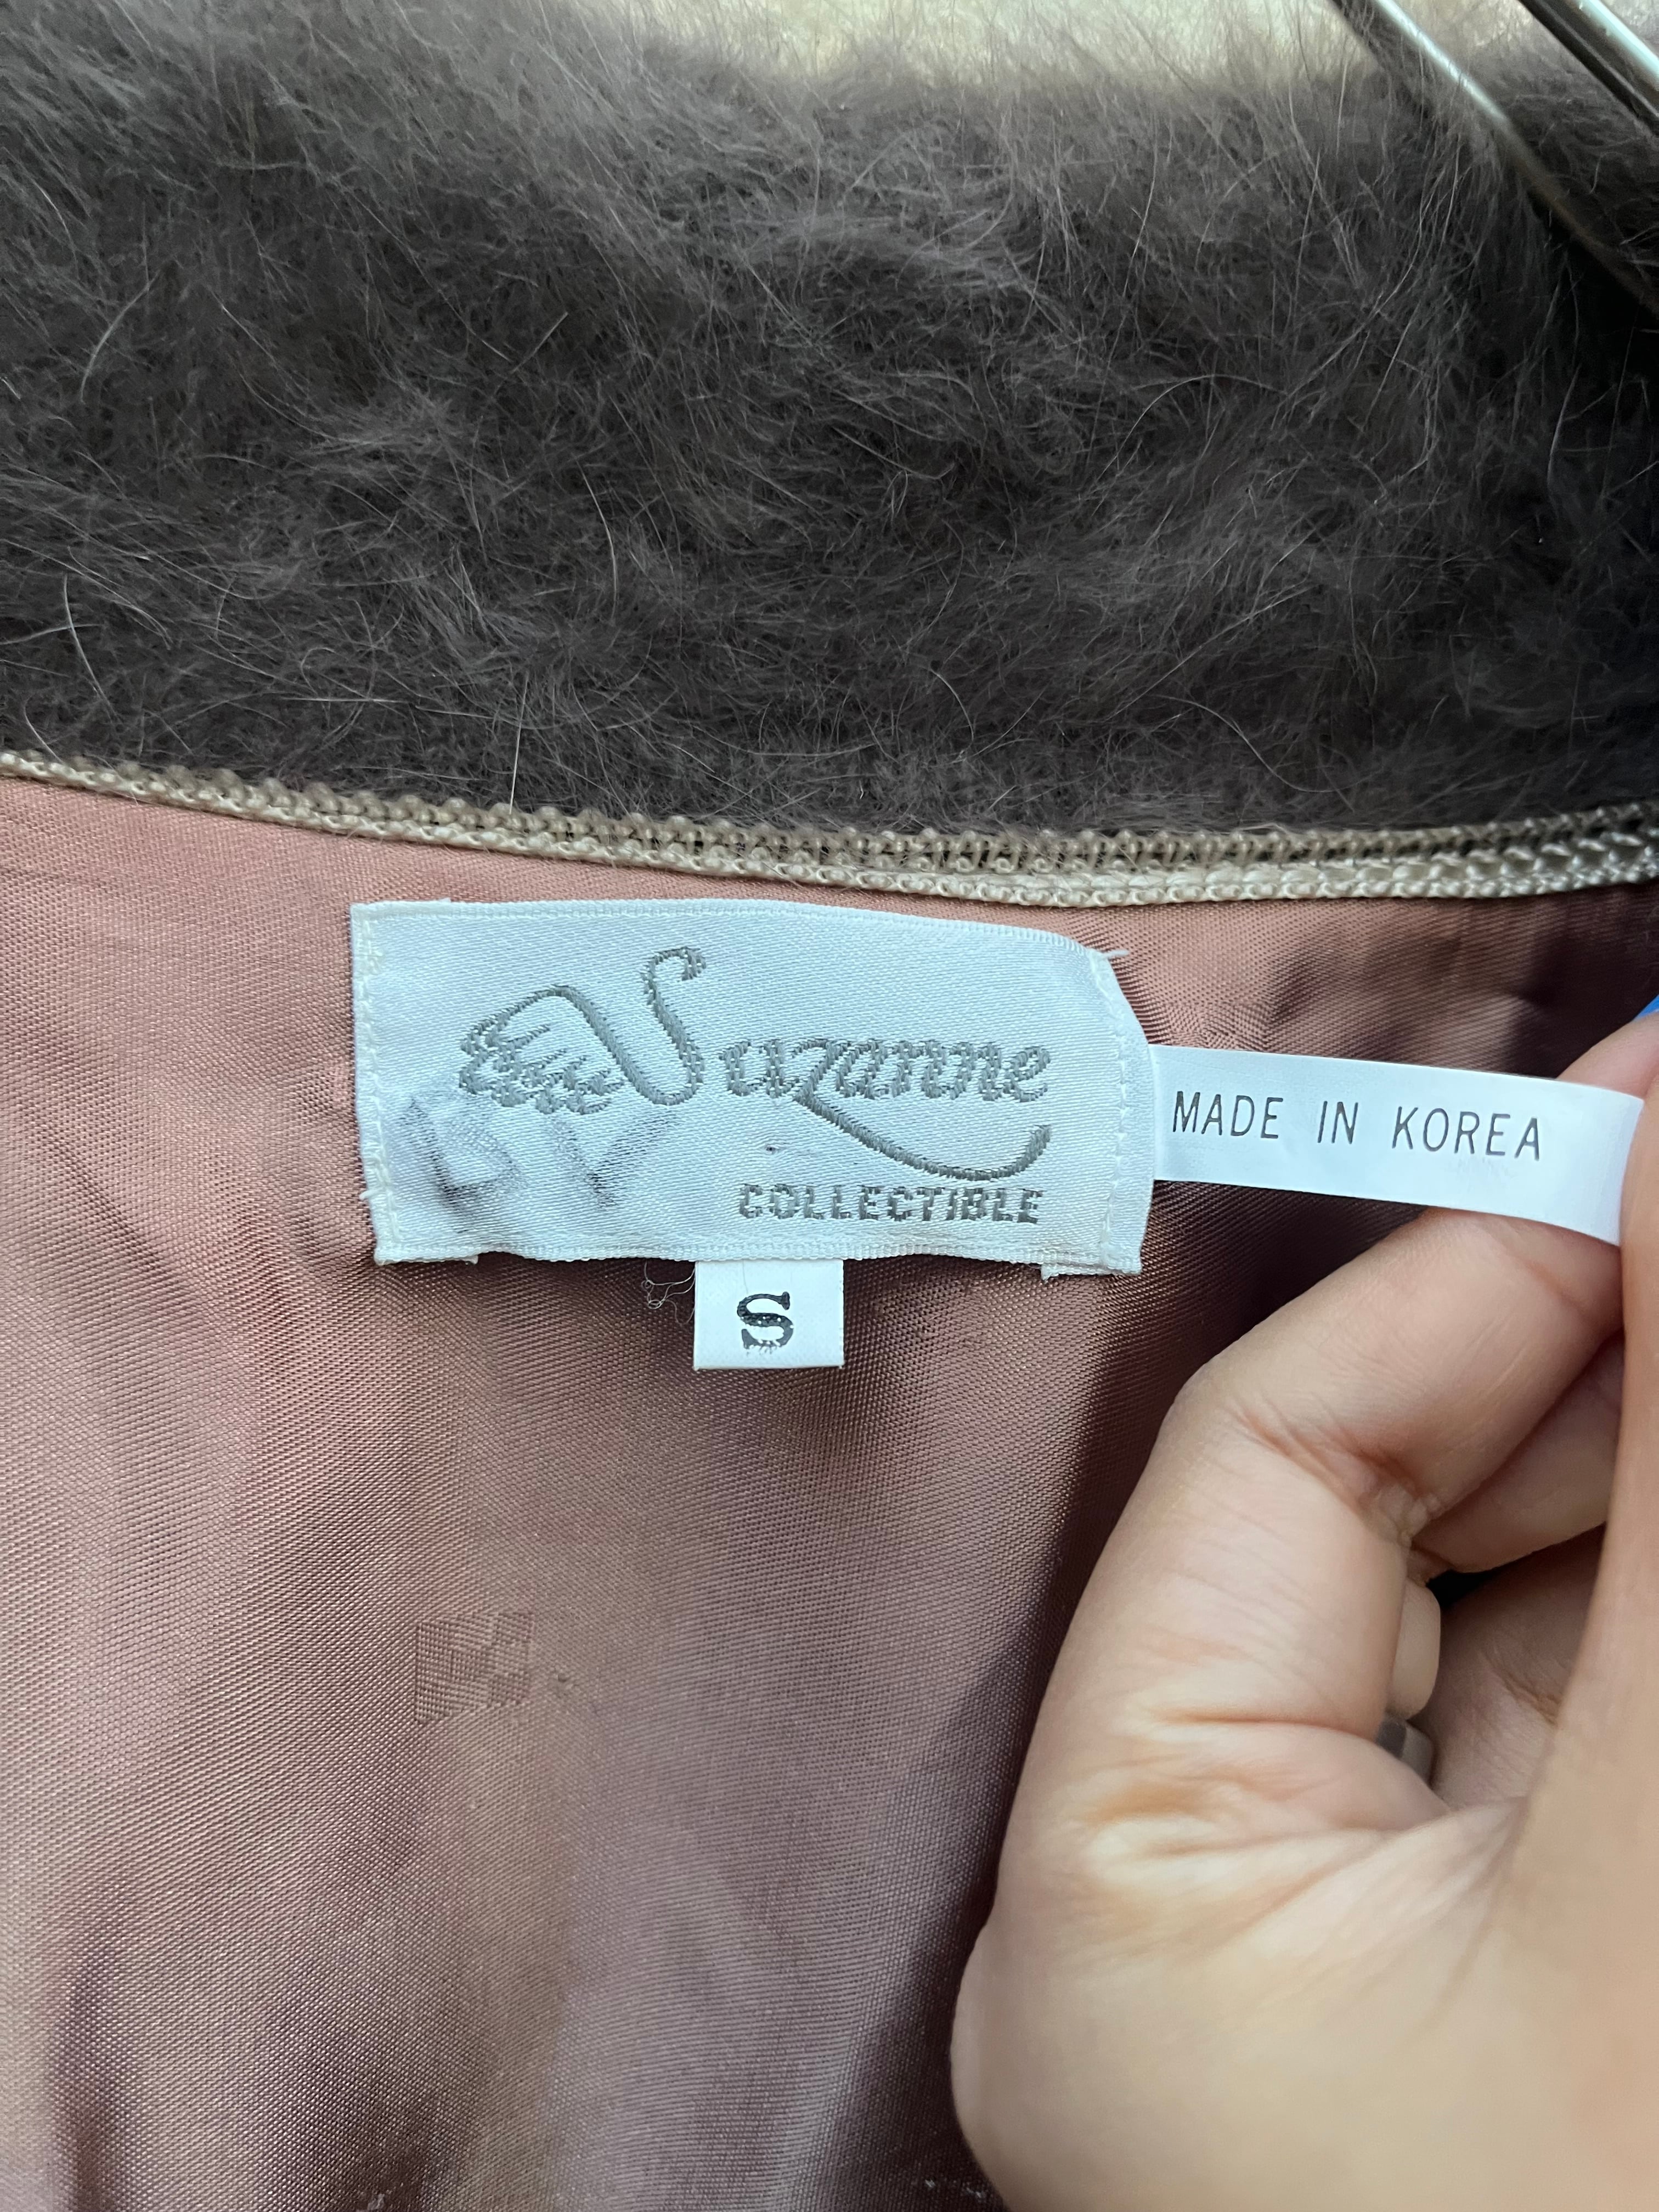 Suzanne
COLLECTIBLE
MADE IN KOREA
S